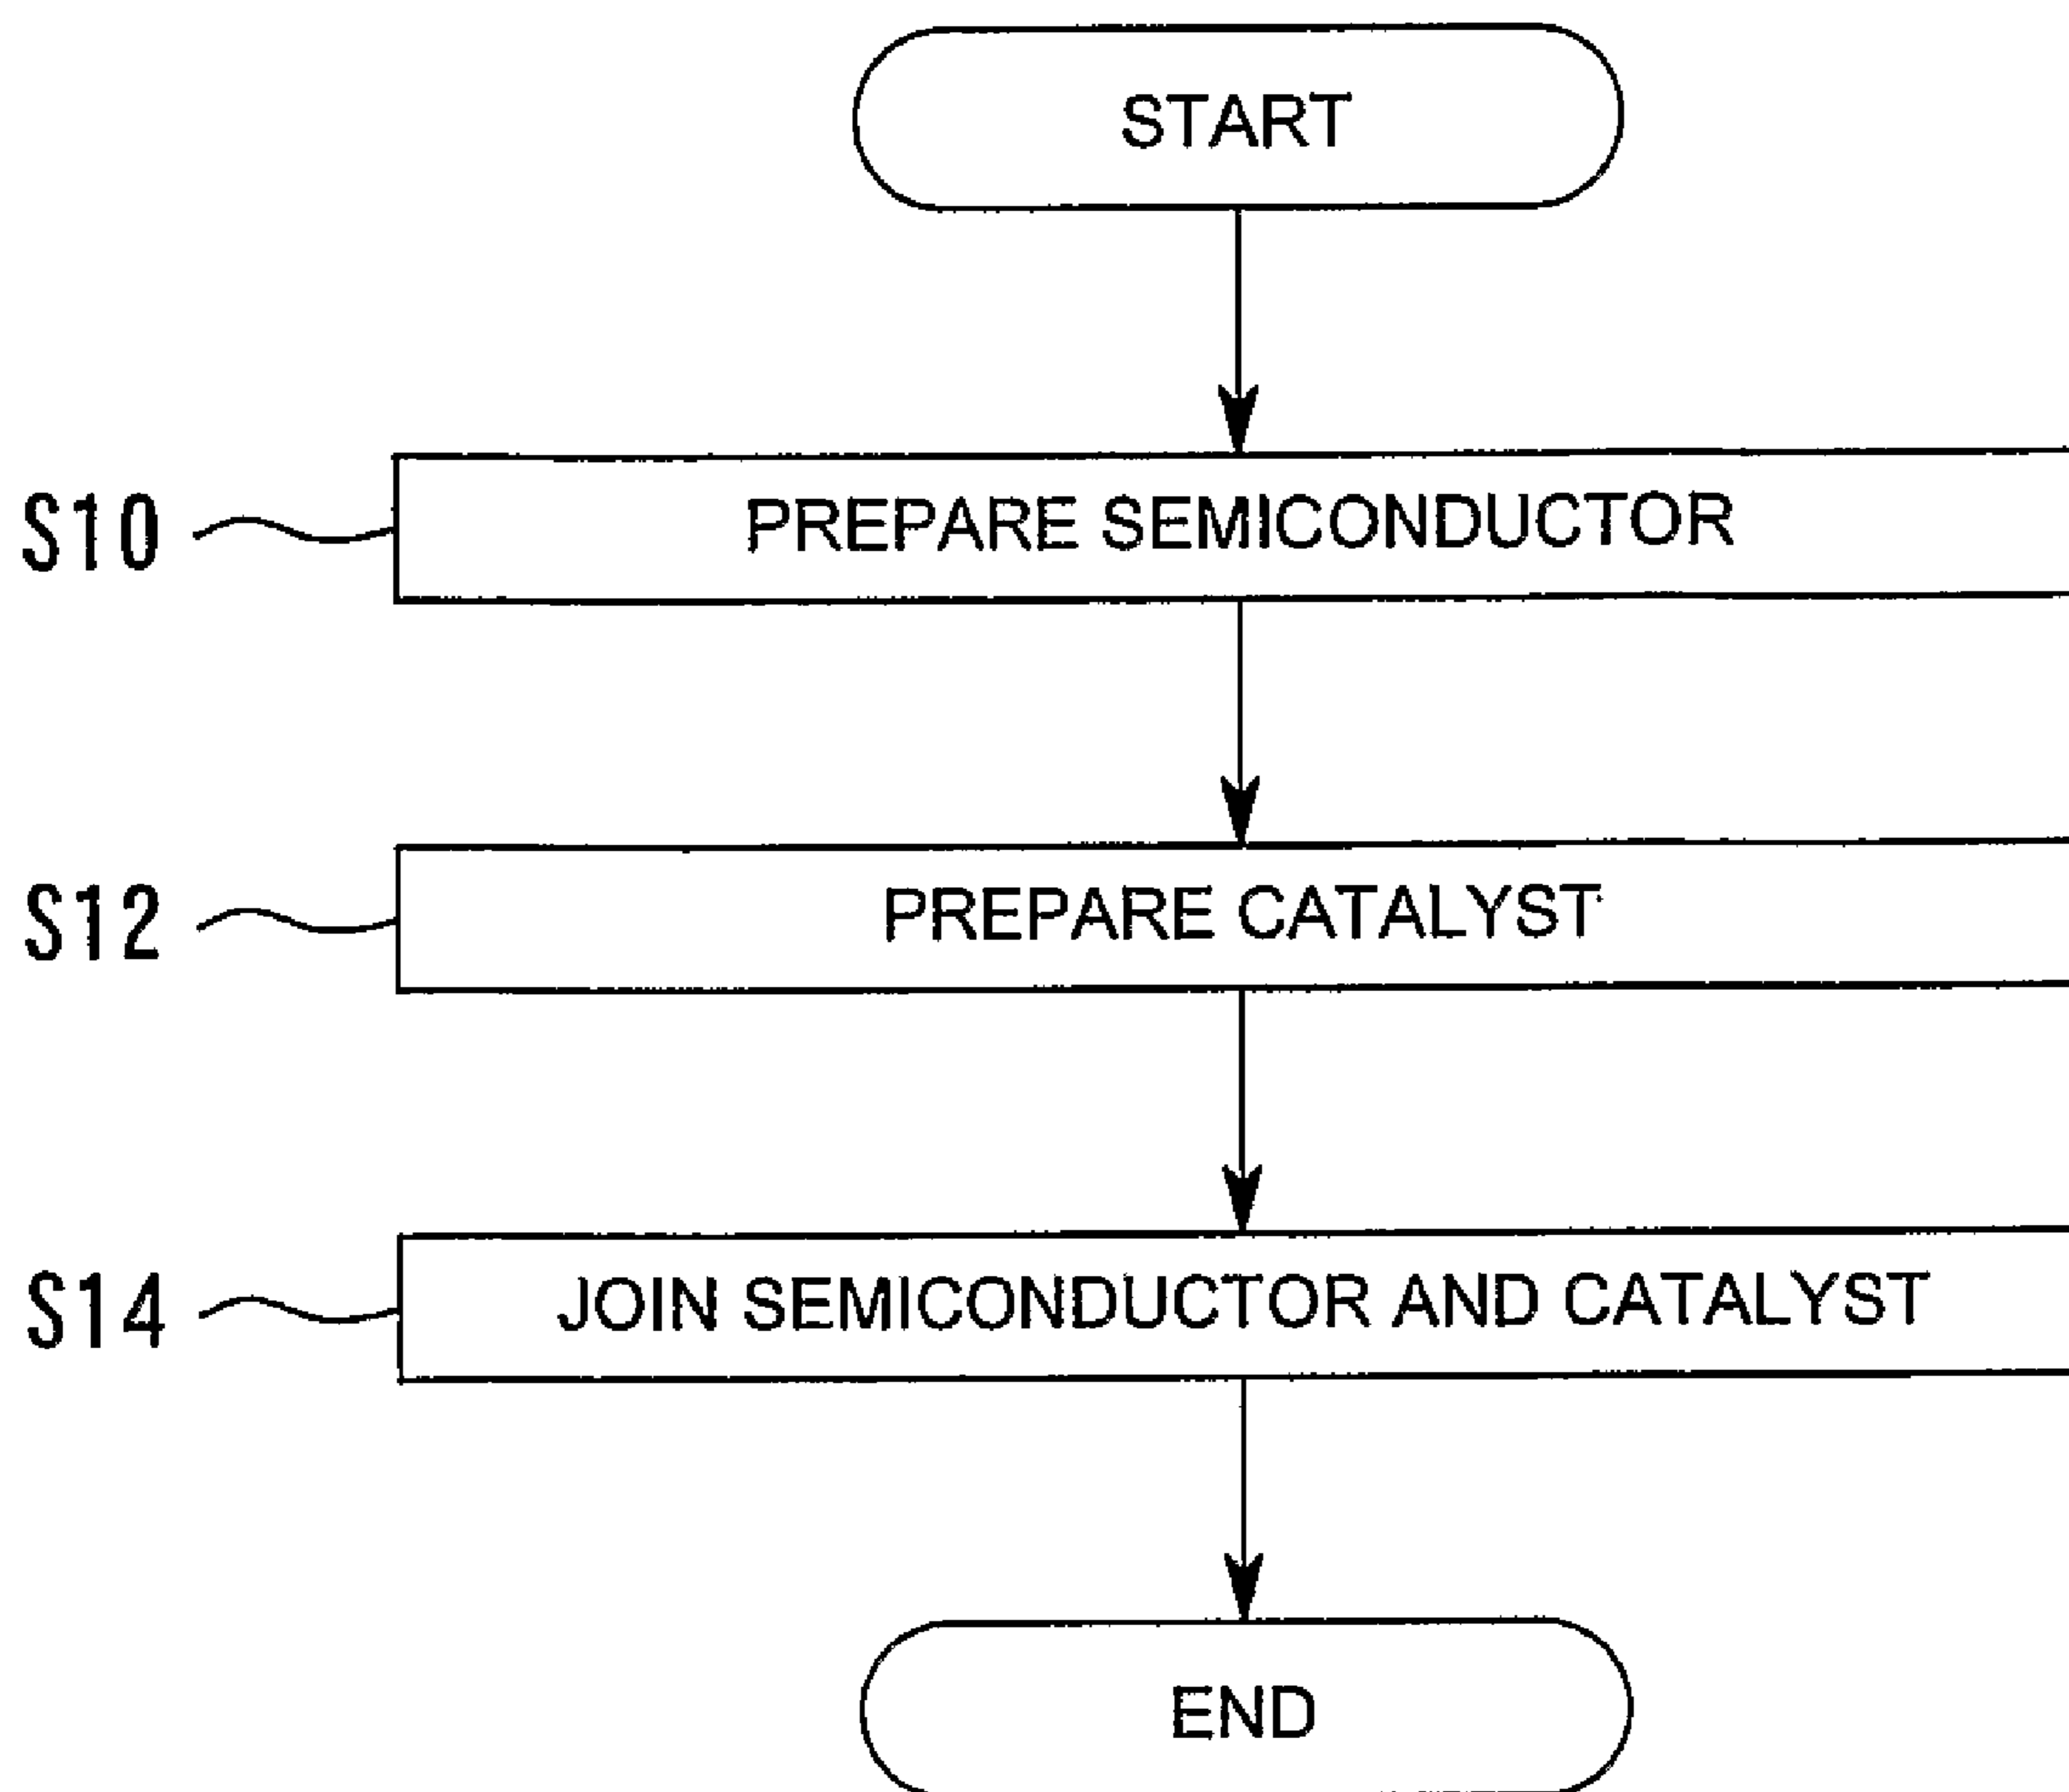 START
S10 PREPARE SEMICONDUCTOR
S12 PREPARE CATALYST
S14 JOIN SEMICONDUCTOR AND CATALYST
END